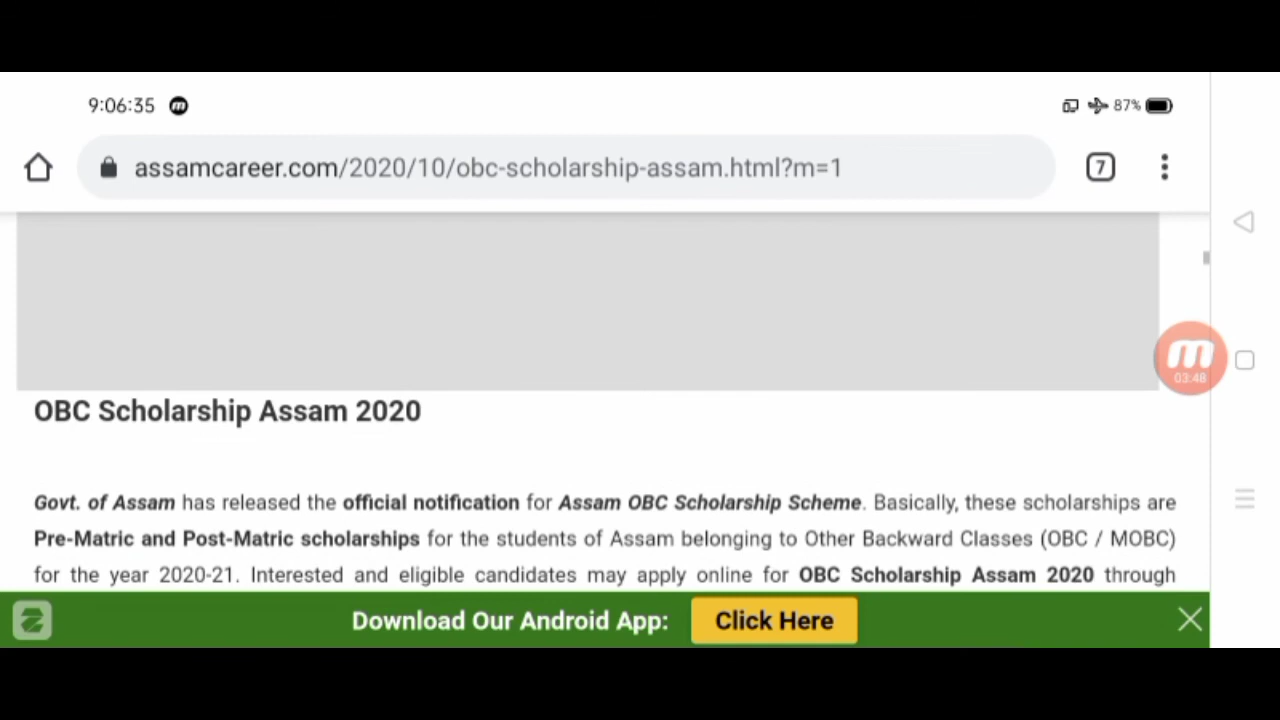 9:06:35 m 87%
assamcareer.com/2020/10/obc-scholarship-assam.html?m=1 7
m
03:48
OBC Scholarship Assam 2020
Govt. of Assam has released the official notification for Assam OBC Scholarship Scheme. Basically, these scholarships are
Pre-Matric and Post-Matric scholarships for the students of Assam belonging to Other Backward Classes (OBC / MOBC)
for the year 2020-21. Interested and eligible candidates may apply online for OBC Scholarship Assam 2020 through
Download Our Android App: Click Here